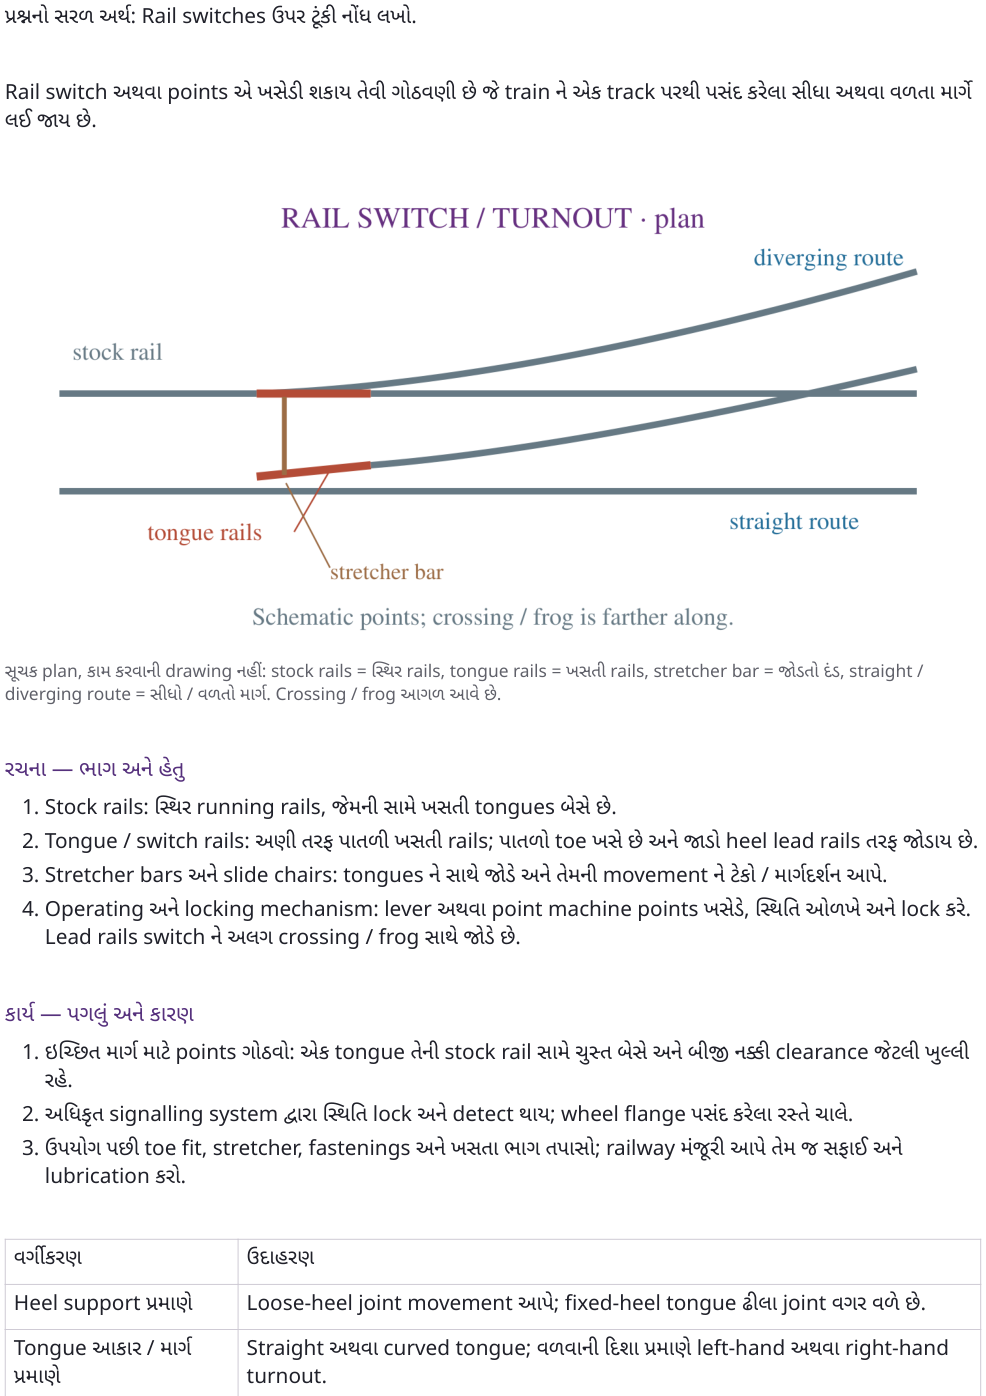 પ્રશ્નનો સરળ અર્થ: Rail switches ઉપર ટૂંકી નોંધ લખો.
Rail switch અથવા points એ ખસેડી શકાય તેવી ગોઠવણી છે જે train ને એક track પરથી પસંદ કરેલા સીધા અથવા વળતા માર્ગે
લઈ જાય છે.
RAIL SWITCH / TURNOUT · plan
diverging route
stock rail
straight route
tongue rails
stretcher bar
Schematic points; crossing / frog is farther along.
સૂચક plan, કામ કરવાની drawing નહીં: stock rails = સ્થિર rails, tongue rails = ખસતી rails, stretcher bar = જોડતો દંડ, straight /
diverging route = સીધો / વળતો માર્ગ. Crossing / frog આગળ આવે છે.
રચના — ભાગ અને હેતુ
1. Stock rails: સ્થિર running rails, જેમની સામે ખસતી tongues બેસે છે.
2. Tongue / switch rails: અણી તરફ પાતળી ખસતી rails; પાતળો toe ખસે છે અને જાડો heel lead rails તરફ જોડાય છે.
3. Stretcher bars અને slide chairs: tongues ને સાથે જોડે અને તેમની movement ને ટેકો / માર્ગદર્શન આપે.
4. Operating અને locking mechanism: lever અથવા point machine points ખસેડે, સ્થિતિ ઓળખે અને lock કરે.
Lead rails switch ને અલગ crossing / frog સાથે જોડે છે.
કાર્ય — પગલું અને કારણ
1. ઇચ્છિત માર્ગ માટે points ગોઠવો: એક tongue તેની stock rail સામે ચુસ્ત બેસે અને બીજી નક્કી clearance જેટલી ખુલ્લી
રહે.
2. અધિકૃત signalling system દ્વારા સ્થિતિ lock અને detect થાય; wheel flange પસંદ કરેલા રસ્તે ચાલે.
3. ઉપયોગ પછી toe fit, stretcher, fastenings અને ખસતા ભાગ તપાસો; railway મંજૂરી આપે તેમ જ સફાઈ અને
lubrication કરો.
વર્ગીકરણ
ઉદાહરણ
Heel support પ્રમાણે
Loose-heel joint movement આપે; fixed-heel tongue ઢીલા joint વગર વળે છે.
Tongue આકાર / માર્ગ
પ્રમાણે
Straight અથવા curved tongue; વળવાની દિશા પ્રમાણે left-hand અથવા right-hand
turnout.